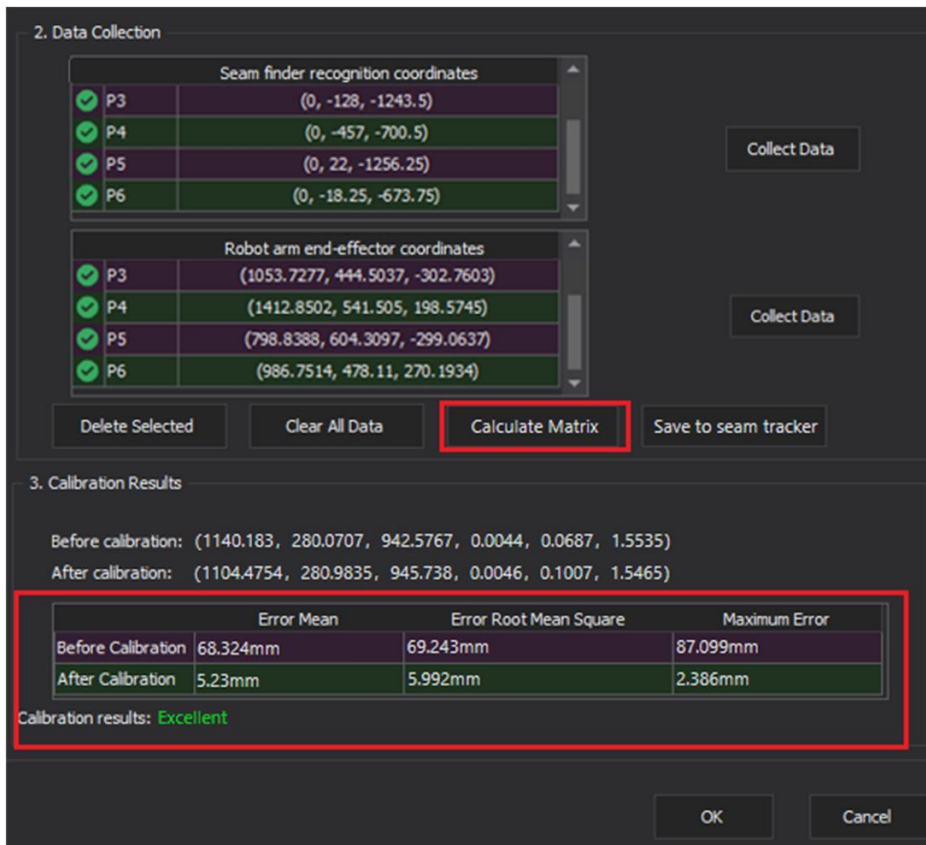 2. Data Collection
Seam finder recognition coordinates
P3 (0, -128, -1243.5)
P4 (0, -457, -700.5)
P5 (0, 22, -1256.25)
P6 (0, -18.25, -673.75)
Collect Data
Robot arm end-effector coordinates
P3 (1053.7277, 444.5037, -302.7603)
P4 (1412.8502, 541.505, 198.5745)
P5 (798.8388, 604.3097, -299.0637)
P6 (986.7514, 478.11, 270.1934)
Collect Data
Delete Selected Clear All Data Calculate Matrix Save to seam tracker
3. Calibration Results
Before calibration: (1140.183, 280.0707, 942.5767, 0.0044, 0.0687, 1.5535)
After calibration: (1104.4754, 280.9835, 945.738, 0.0046, 0.1007, 1.5465)
Error Mean Error Root Mean Square Maximum Error
Before Calibration 68.324mm 69.243mm 87.099mm
After Calibration 5.23mm 5.992mm 2.386mm
Calibration results: Excellent
OK Cancel